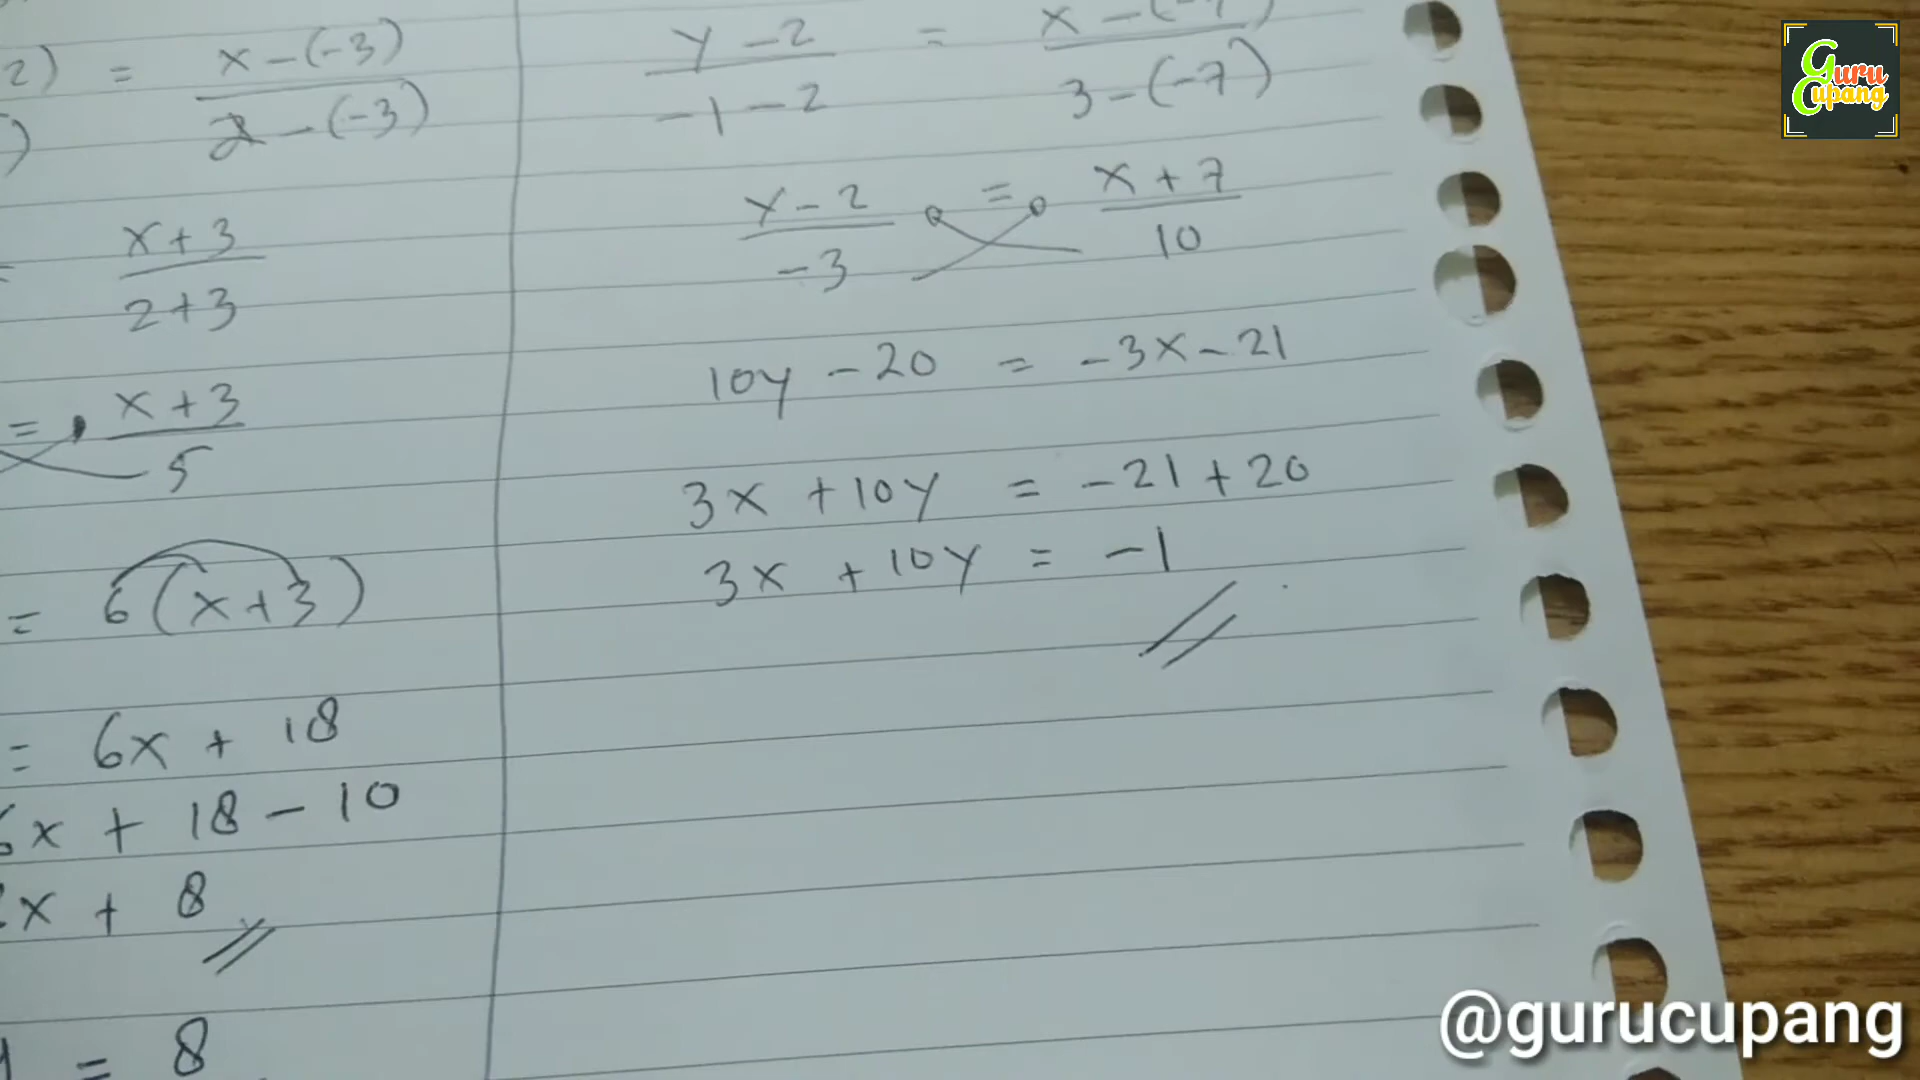 2) = x-(-3)
) 2-(-3)
= x+3
2+3
= x+3
5
= 6(x+3)
= 6x + 18
6x + 18 - 10
x + 8
= 8
y - 2 = x-(-7)
-1-2 3-(-7)
y-2 = x+7
-3 10
10y - 20 = -3x-21
3x +10y = -21+20
3x +10y = -1
Guru
Cupang
@gurucupang